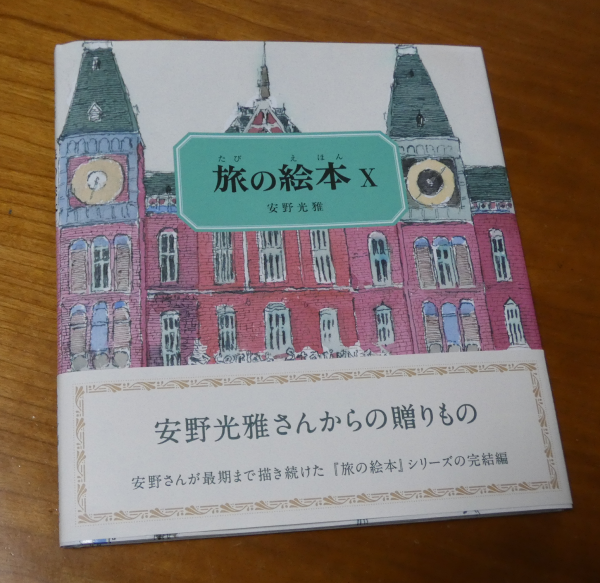 たび えほん
旅の絵本 X
安野光雅
安野光雅さんからの贈りもの
安野さんが最期まで描き続けた『旅の絵本』シリーズの完結編